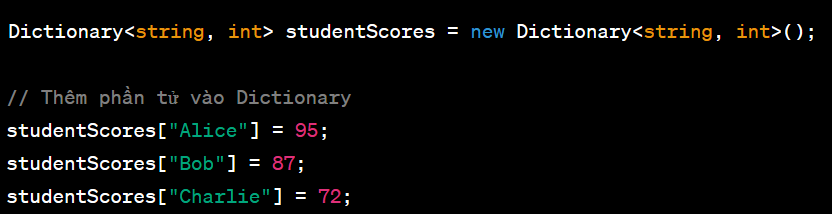 Dictionary<string, int> studentScores = new Dictionary<string, int>();
// Thêm phần tử vào Dictionary
studentScores["Alice"] = 95;
studentScores["Bob"] = 87;
studentScores["Charlie"] = 72;